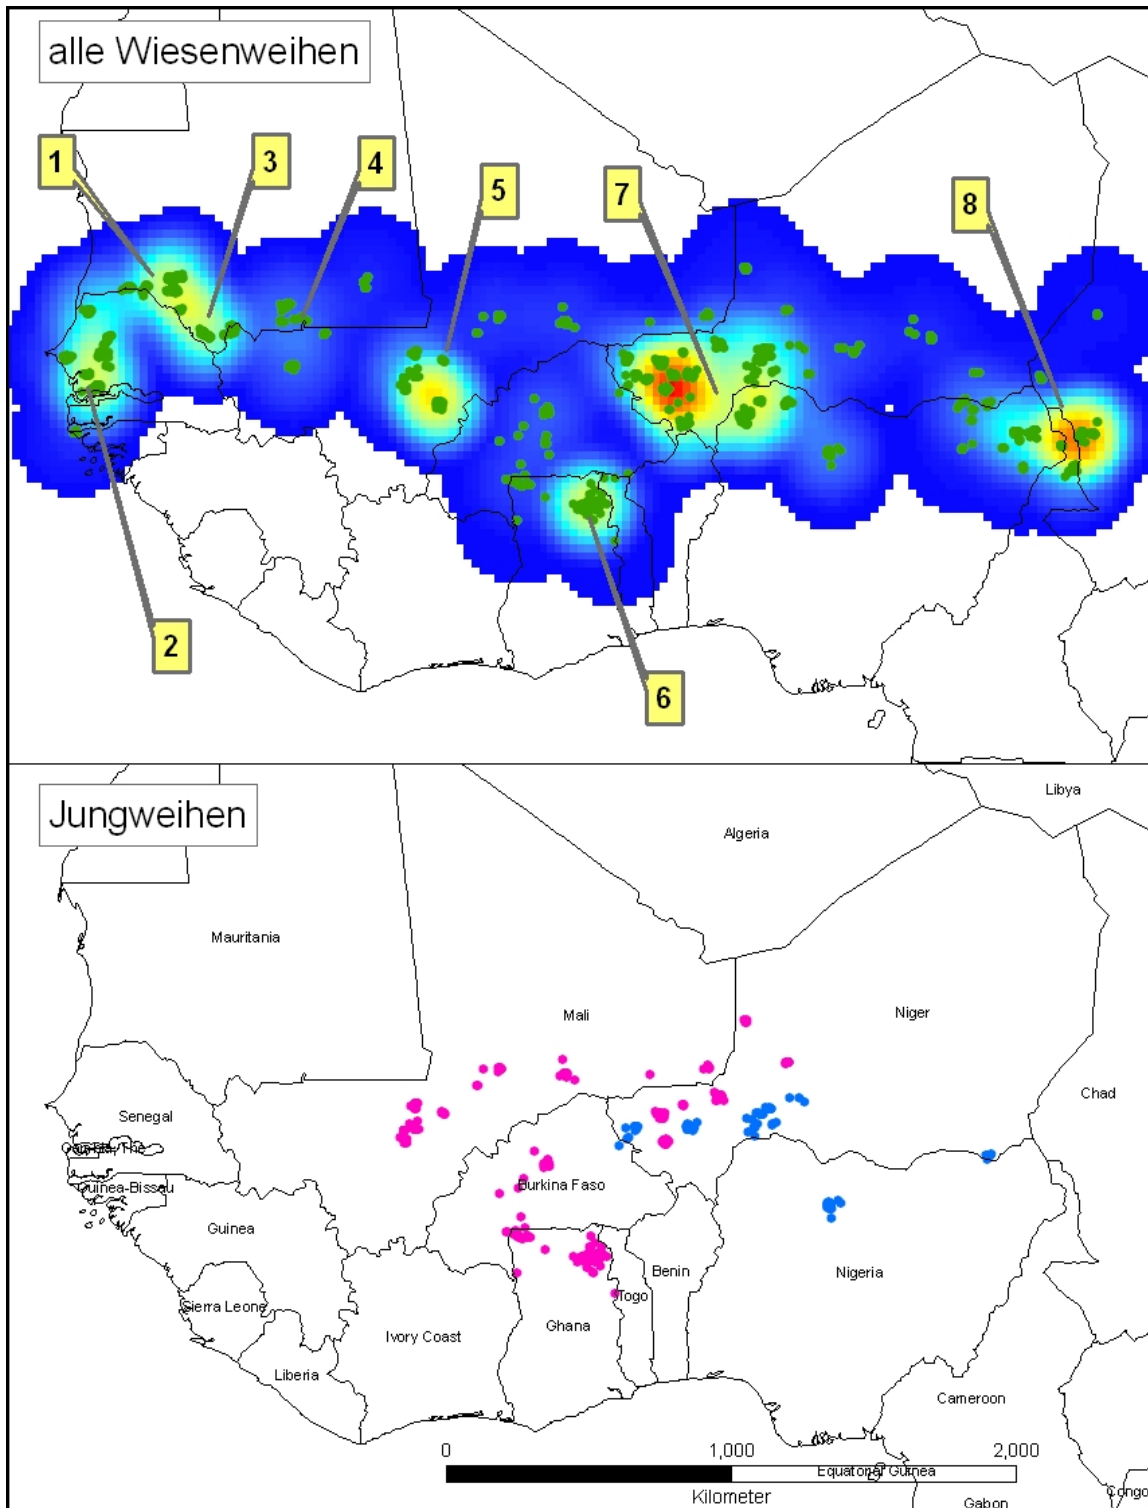 alle Wiesenweihen
1
3
4
5
7
8
2
6
Jungweihen
Libya
Algeria
Mauritania
Mali
Niger
Chad
Senegal
Gambia, The
Guinea-Bissau
Burkina Faso
Guinea
Benin
Nigeria
Sierra Leone
Togo
Ivory Coast
Ghana
Liberia
Cameroon
0 1,000 2,000
Equatorial Guinea
Kilometer
Gabon
Congo